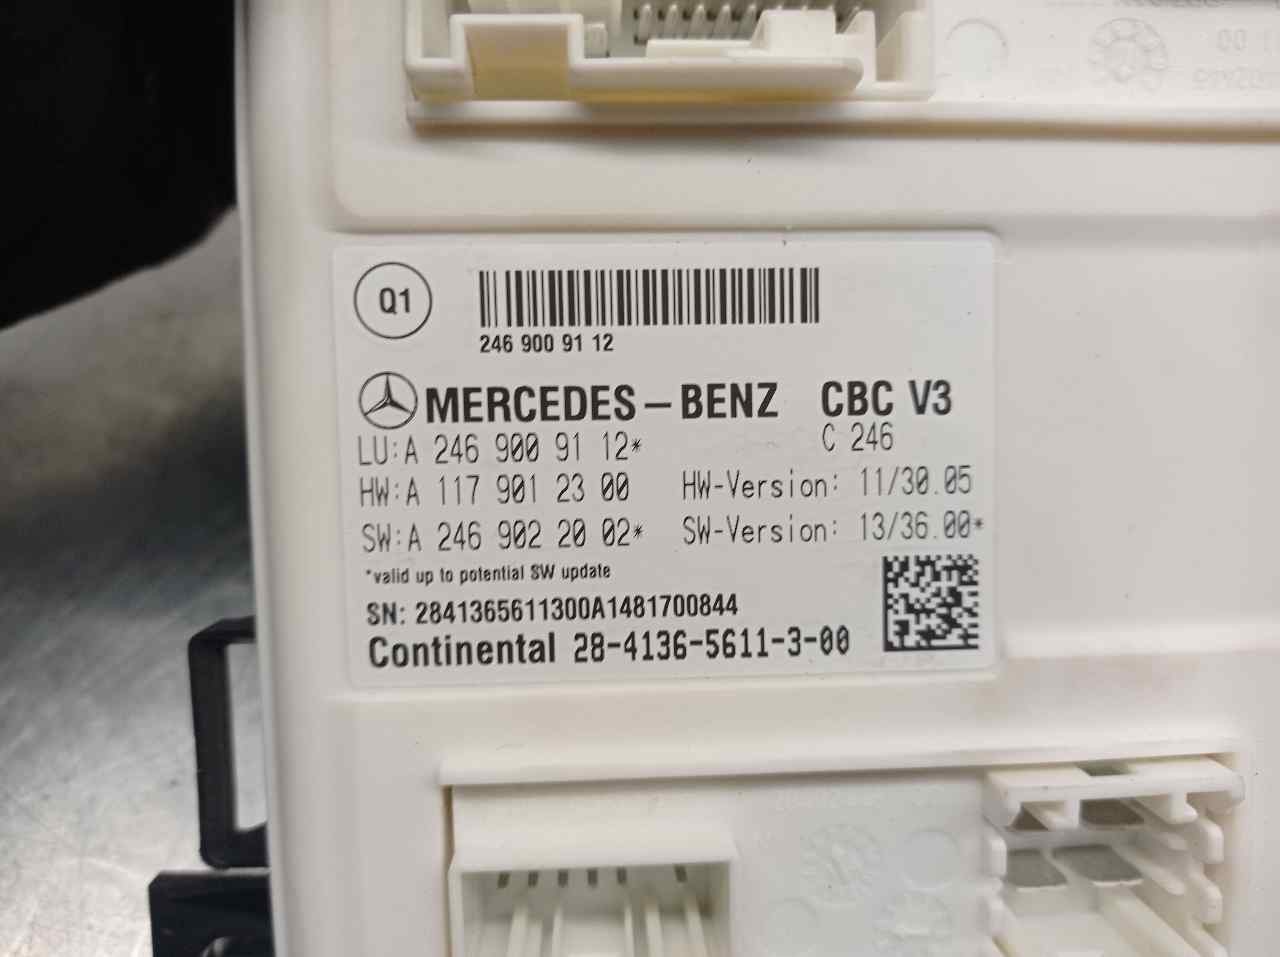 Q1
246 900 91 12
MERCEDES-BENZ CBC V3
LU:A 246 900 91 12* C 246
HW:A 117 901 23 00 HW-Version: 11/30.05
SW:A 246 902 20 02* SW-Version: 13/36.00*
*valid up to potential SW update
SN: 2841365611300A1481700844
Continental 28-4136-5611-3-00